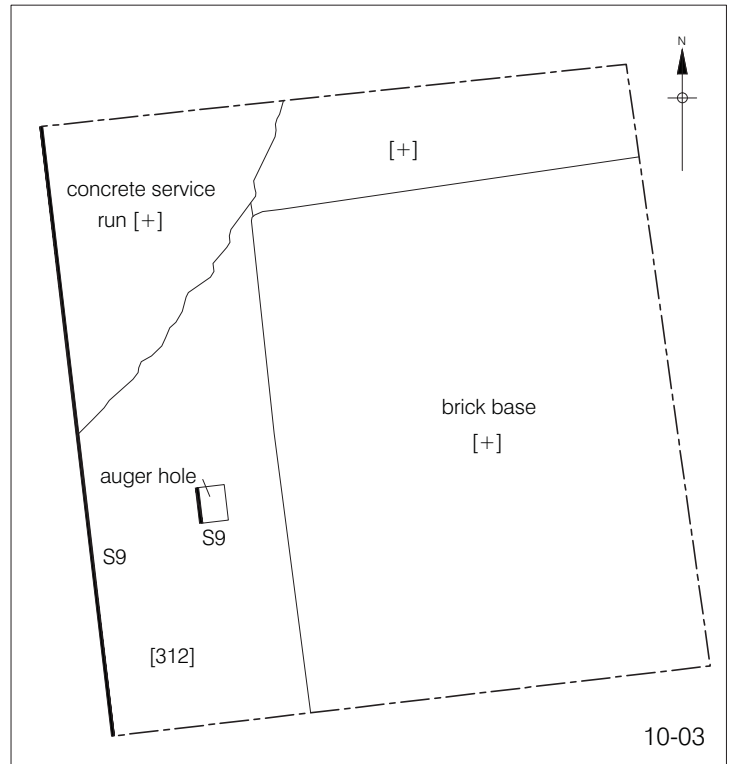 N
[+]
concrete service
run [+]
brick base
[+]
auger hole
S9
S9
[312]
10-03